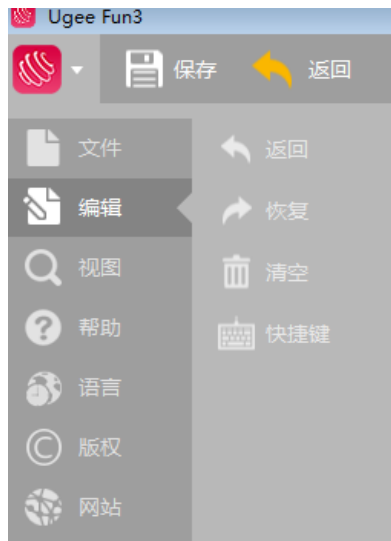 Ugee Fun3
保存 返回
文件 返回
编辑 恢复
视图 清空
帮助 快捷键
语言
版权
网站